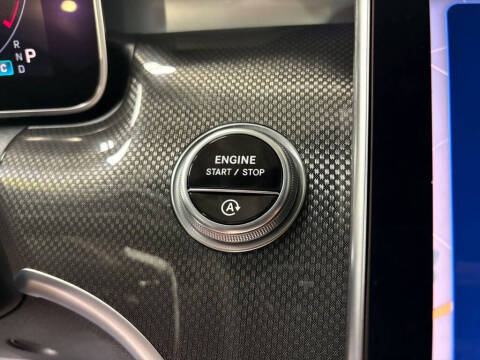 R
N P
C D
ENGINE
START / STOP
A